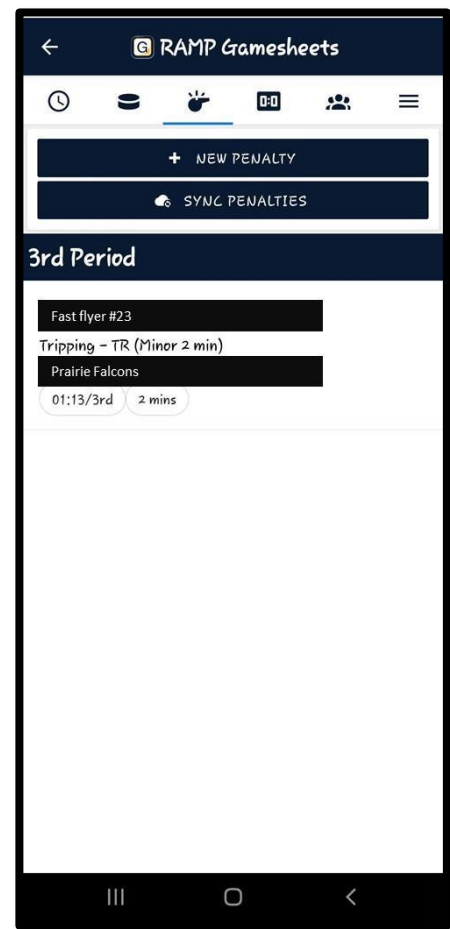 G RAMP Gamesheets
0:0
+ NEW PENALTY
SYNC PENALTIES
3rd Period
Fast flyer #23
Tripping - TR (Minor 2 min)
Prairie Falcons
01:13/3rd 2 mins